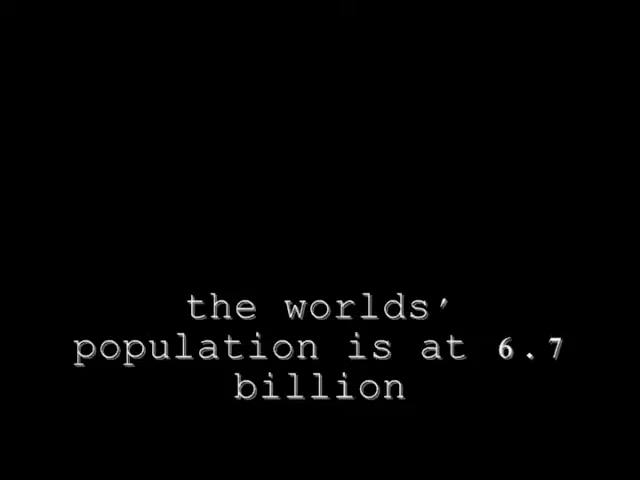 the worlds’
population is at 6.7
billion